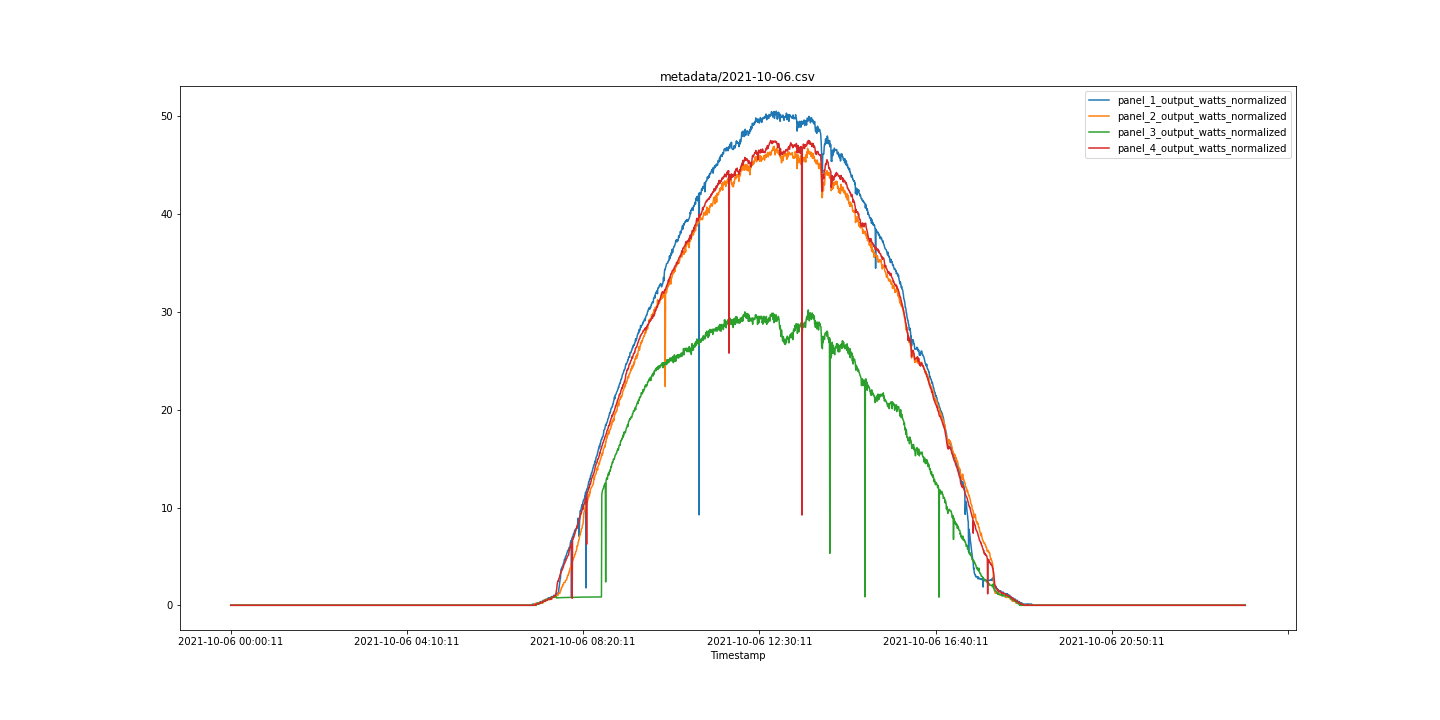 metadata/2021-10-06.csv
panel_1_output_watts_normalized
panel_2_output_watts_normalized
panel_3_output_watts_normalized
panel_4_output_watts_normalized
50
40
30
20
10
0
2021-10-06 00:00:11 2021-10-06 04:10:11 2021-10-06 08:20:11 2021-10-06 12:30:11 2021-10-06 16:40:11 2021-10-06 20:50:11
Timestamp